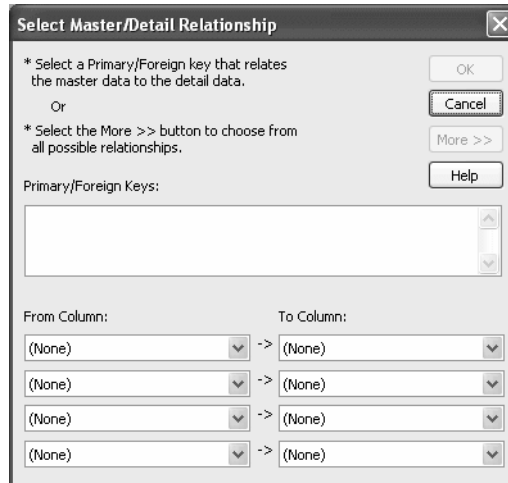 Select Master/Detail Relationship
* Select a Primary/Foreign key that relates
the master data to the detail data.
Or
* Select the More >> button to choose from
all possible relationships.
OK
Cancel
More >>
Help
Primary/Foreign Keys:
From Column: To Column:
(None) -> (None)
(None) -> (None)
(None) -> (None)
(None) -> (None)